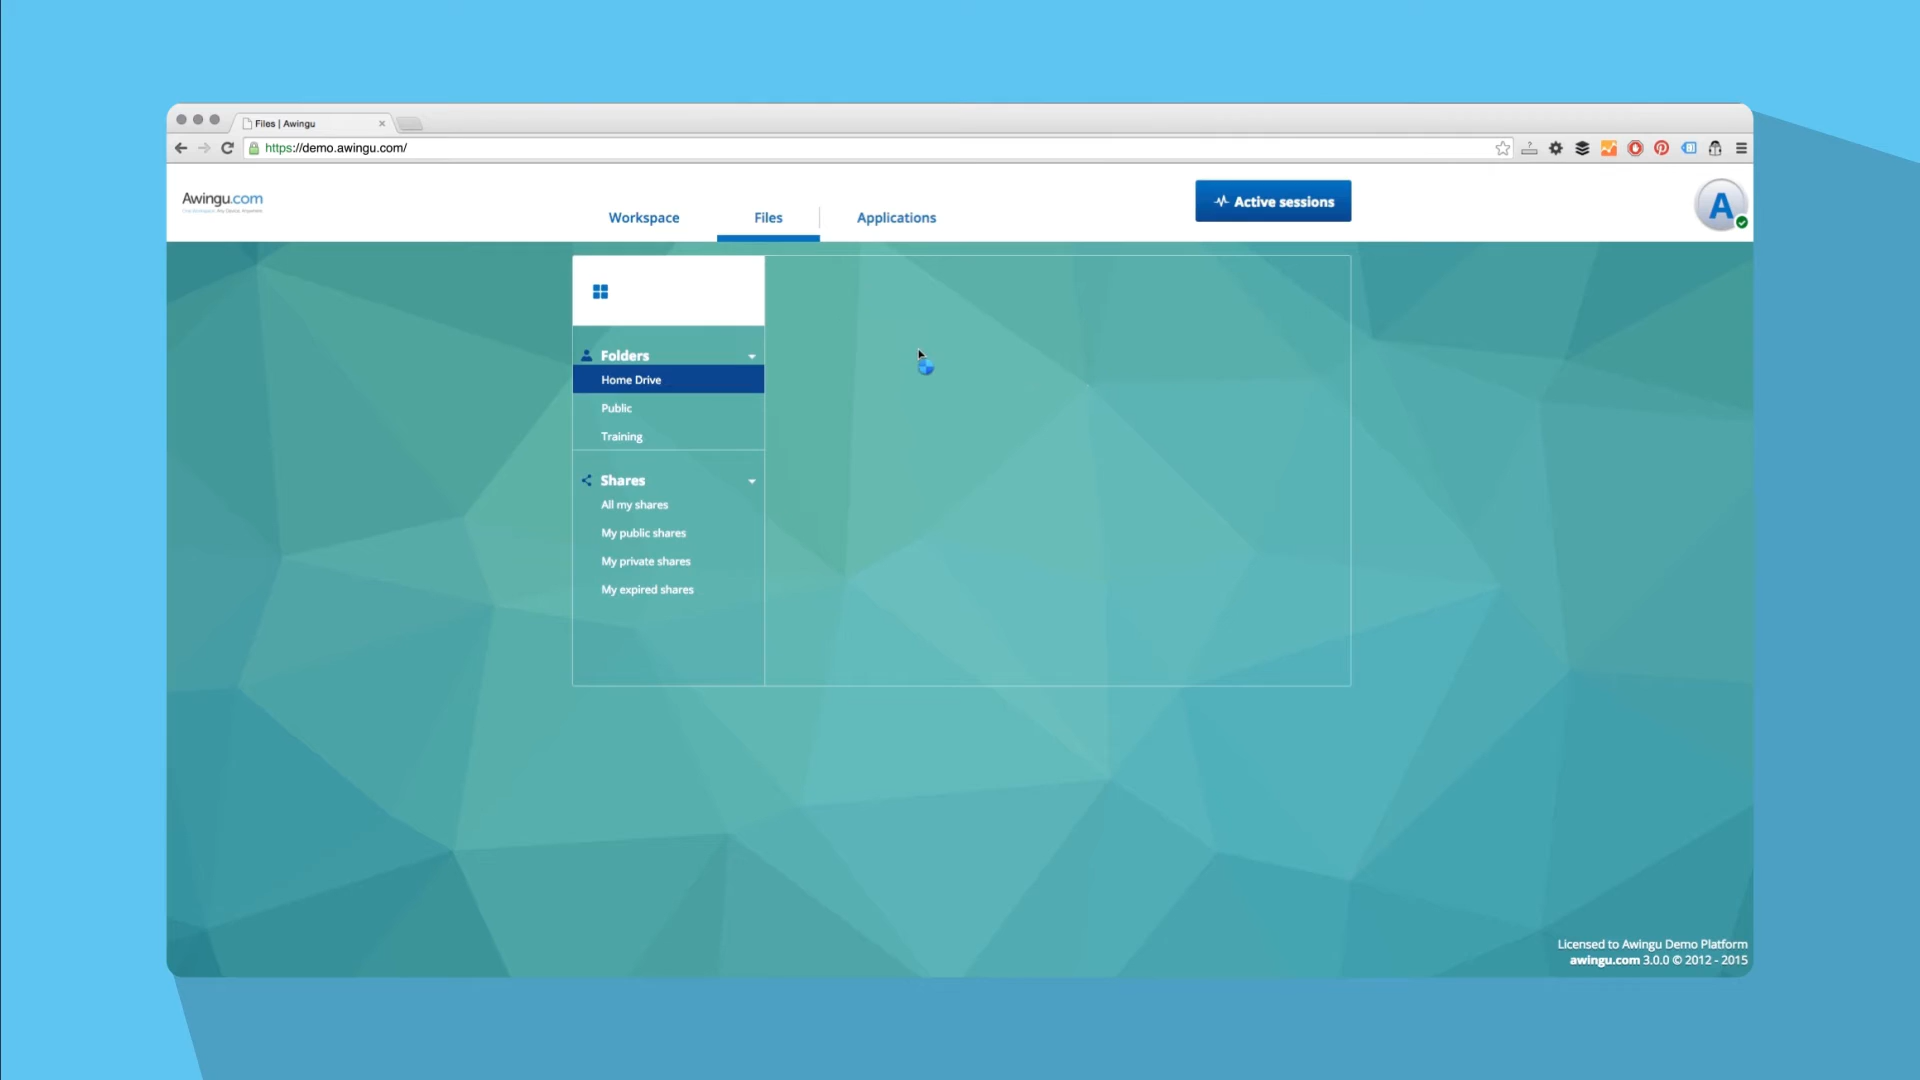 Files | Awingu
https://demo.awingu.com/
Awingu.com
Workspace
Files
Applications
Active sessions
A
Folders
Home Drive
Public
Training
Shares
All my shares
My public shares
My private shares
My expired shares
Licensed to Awingu Demo Platform
awingu.com 3.0.0 © 2012 - 2015